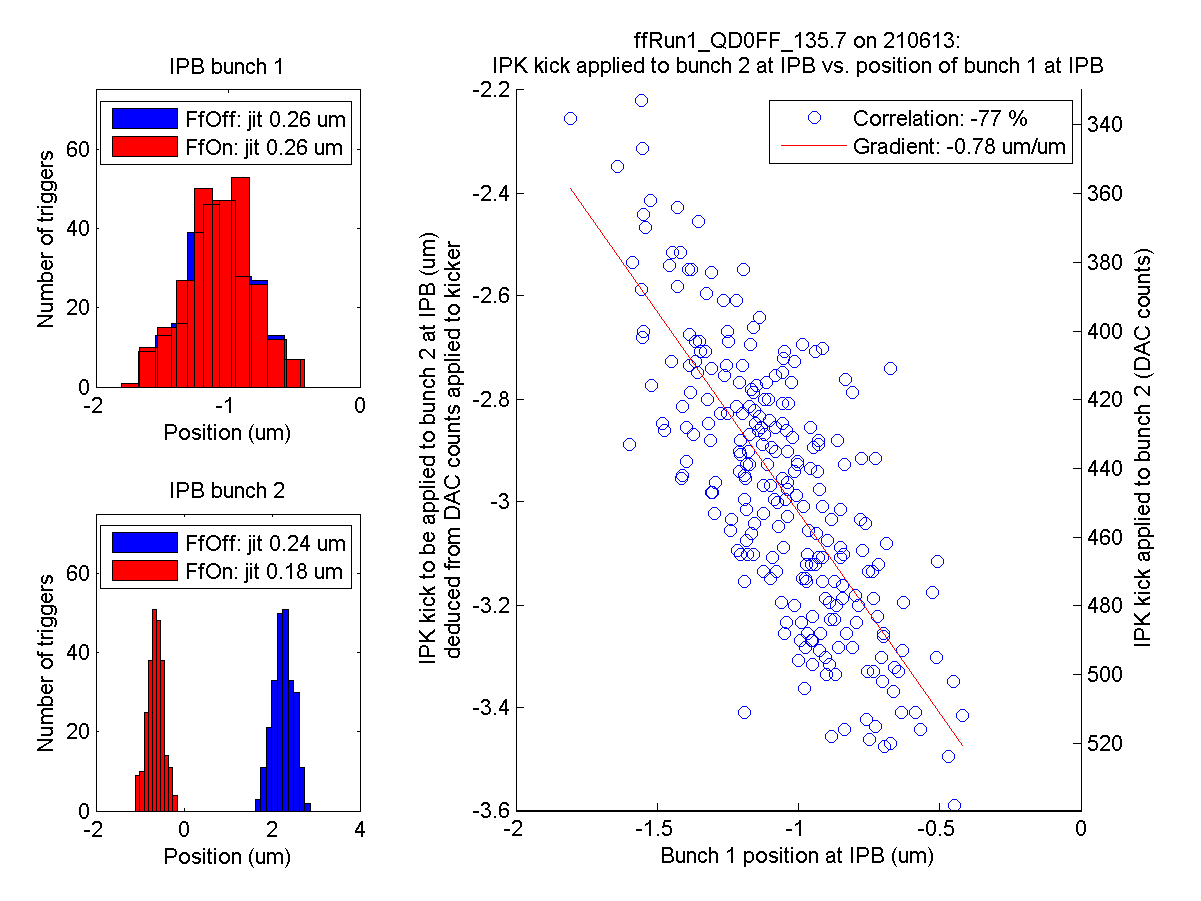 IPB bunch 1
FfOff: jit 0.26 um
FfOn: jit 0.26 um
Number of triggers
60
40
20
0
-2
-1
0
Position (um)
IPB bunch 2
FfOff: jit 0.24 um
FfOn: jit 0.18 um
Number of triggers
60
40
20
0
-2
0
2
4
Position (um)
ffRun1_QD0FF_135.7 on 210613:
IPK kick applied to bunch 2 at IPB vs. position of bunch 1 at IPB
Correlation: -77 %
Gradient: -0.78 um/um
IPK kick to be applied to bunch 2 at IPB (um)
deduced from DAC counts applied to kicker
-2.2
-2.4
-2.6
-2.8
-3
-3.2
-3.4
-3.6
-2
-1.5
-1
-0.5
0
Bunch 1 position at IPB (um)
340
360
380
400
420
440
460
480
500
520
IPK kick applied to bunch 2 (DAC counts)